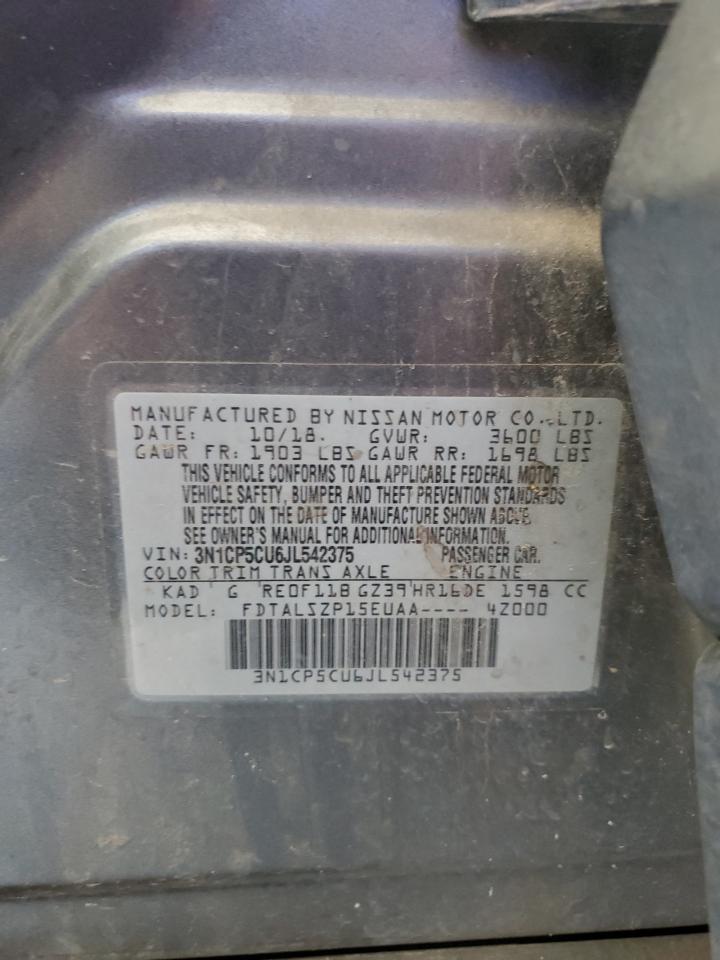 MANUFACTURED BY NISSAN MOTOR CO., LTD.
DATE: 10/18. GVWR: 3600 LBS
GAWR FR: 1903 LBS GAWR RR: 1698 LBS
THIS VEHICLE CONFORMS TO ALL APPLICABLE FEDERAL MOTOR
VEHICLE SAFETY, BUMPER AND THEFT PREVENTION STANDARDS
IN EFFECT ON THE DATE OF MANUFACTURE SHOWN ABOVE.
SEE OWNER'S MANUAL FOR ADDITIONAL INFORMATION.
VIN: 3N1CP5CU6JL542375 PASSENGER CAR.
COLOR TRIM TRANS AXLE ENGINE
KAD G RE0F11B GZ39 HR16DE 1598 CC
MODEL: FDTALSZP15EUAA---- 4Z000
3N1CP5CU6JL542375